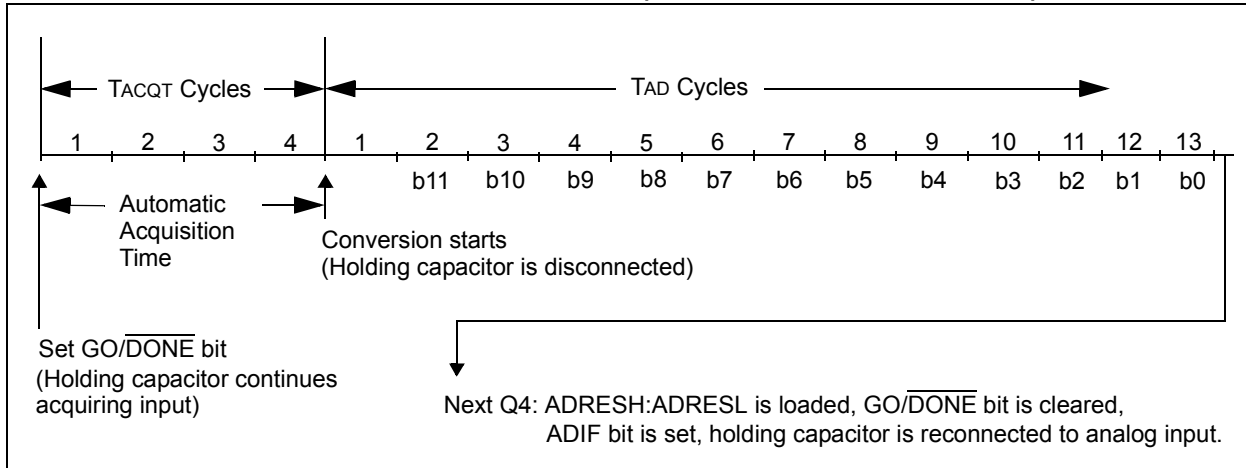 TACQT Cycles TAD Cycles
1 2 3 4 1 2 3 4 5 6 7 8 9 10 11 12 13
b11 b10 b9 b8 b7 b6 b5 b4 b3 b2 b1 b0
Automatic
Acquisition
Time
Conversion starts
(Holding capacitor is disconnected)
Set GO/DONE bit
(Holding capacitor continues
acquiring input)
Next Q4: ADRESH:ADRESL is loaded, GO/DONE bit is cleared,
ADIF bit is set, holding capacitor is reconnected to analog input.